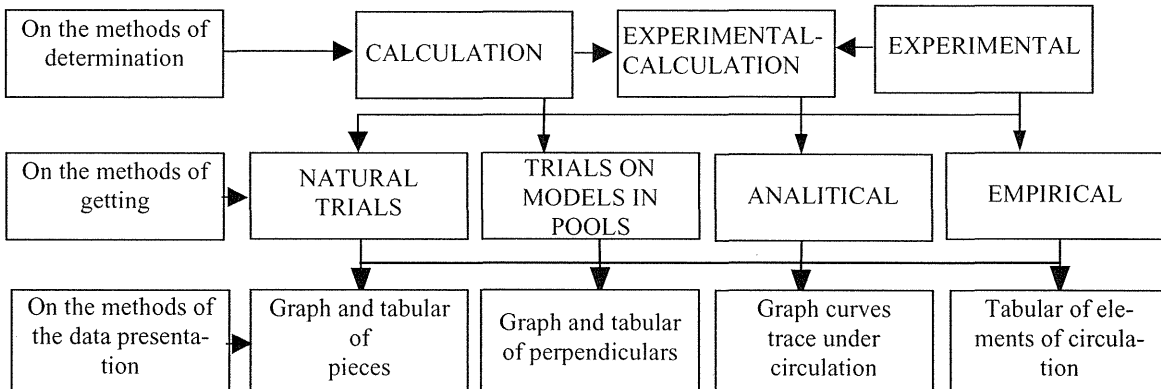 On the methods of
determination
CALCULATION
EXPERIMENTAL-
CALCULATION
EXPERIMENTAL
On the methods of
getting
NATURAL
TRIALS
TRIALS ON
MODELS IN
POOLS
ANALITICAL
EMPIRICAL
On the methods of
the data presenta-
tion
Graph and tabular
of
pieces
Graph and tabular
of perpendiculars
Graph curves
trace under
circulation
Tabular of ele-
ments of circula-
tion